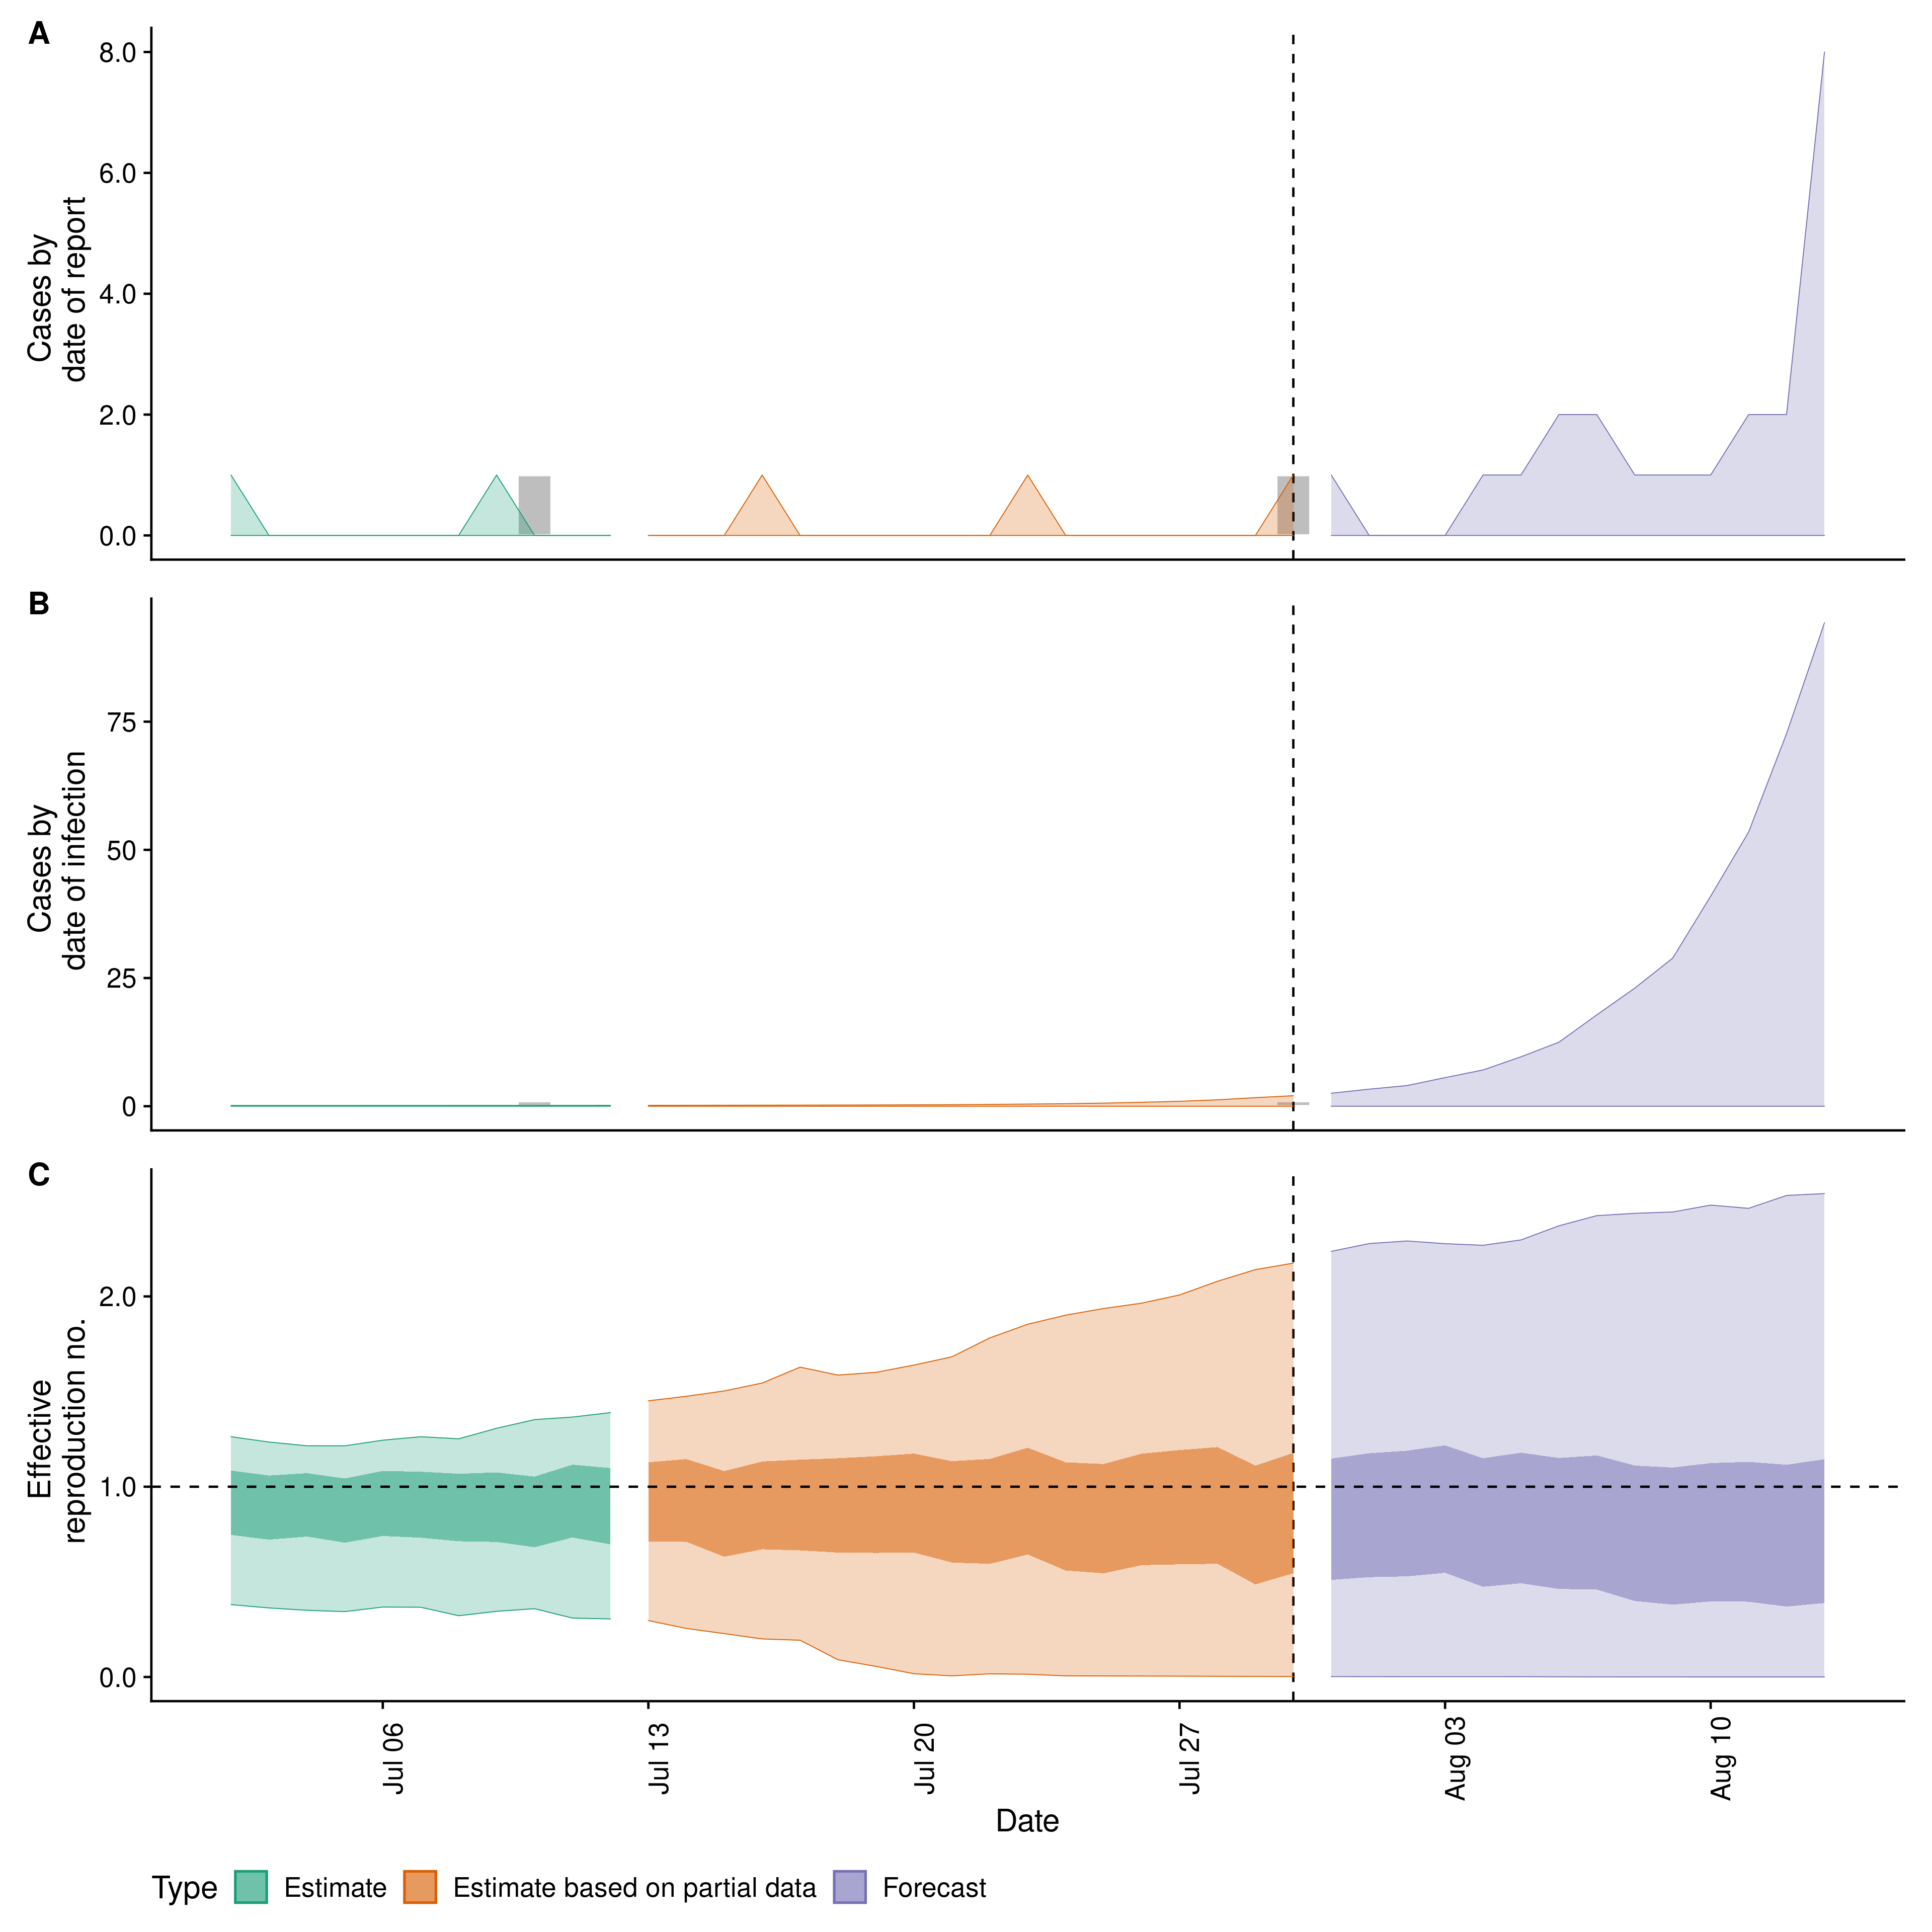 A
8.0
6.0
4.0
2.0
0.0
Cases by
date of report
B
75
50
25
0
Cases by
date of infection
C
2.0
1.0
0.0
Effective
reproduction no.
Jul 06
Jul 13
Jul 20
Jul 27
Aug 03
Aug 10
Date
Type Estimate Estimate based on partial data Forecast